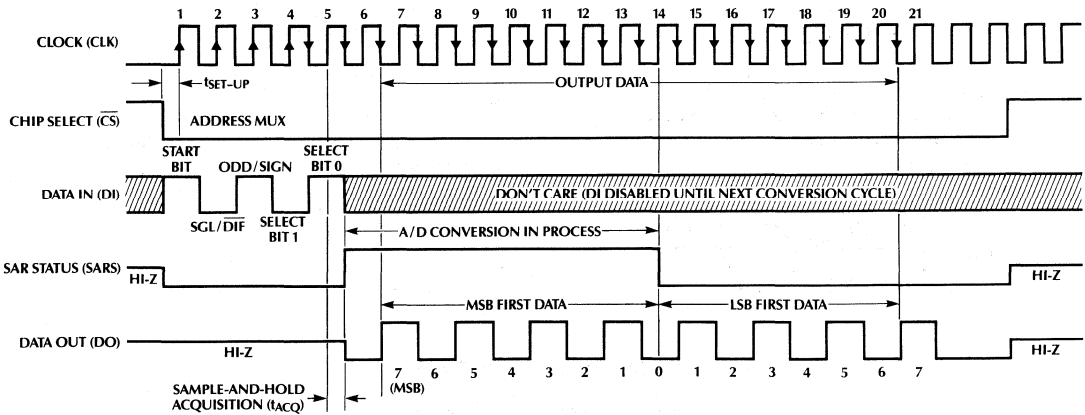 1 2 3 4 5 6 7 8 9 10 11 12 13 14 15 16 17 18 19 20 21
CLOCK (CLK)
tSET-UP
OUTPUT DATA
CHIP SELECT (CS)
ADDRESS MUX
START BIT
ODD/SIGN
SELECT BIT 0
DATA IN (DI)
DON'T CARE (DI DISABLED UNTIL NEXT CONVERSION CYCLE)
SGL/DIF
SELECT BIT 1
A/D CONVERSION IN PROCESS
SAR STATUS (SARS)
HI-Z
HI-Z
MSB FIRST DATA
LSB FIRST DATA
DATA OUT (DO)
HI-Z
HI-Z
7 6 5 4 3 2 1 0 1 2 3 4 5 6 7
(MSB)
SAMPLE-AND-HOLD
ACQUISITION (tACQ)